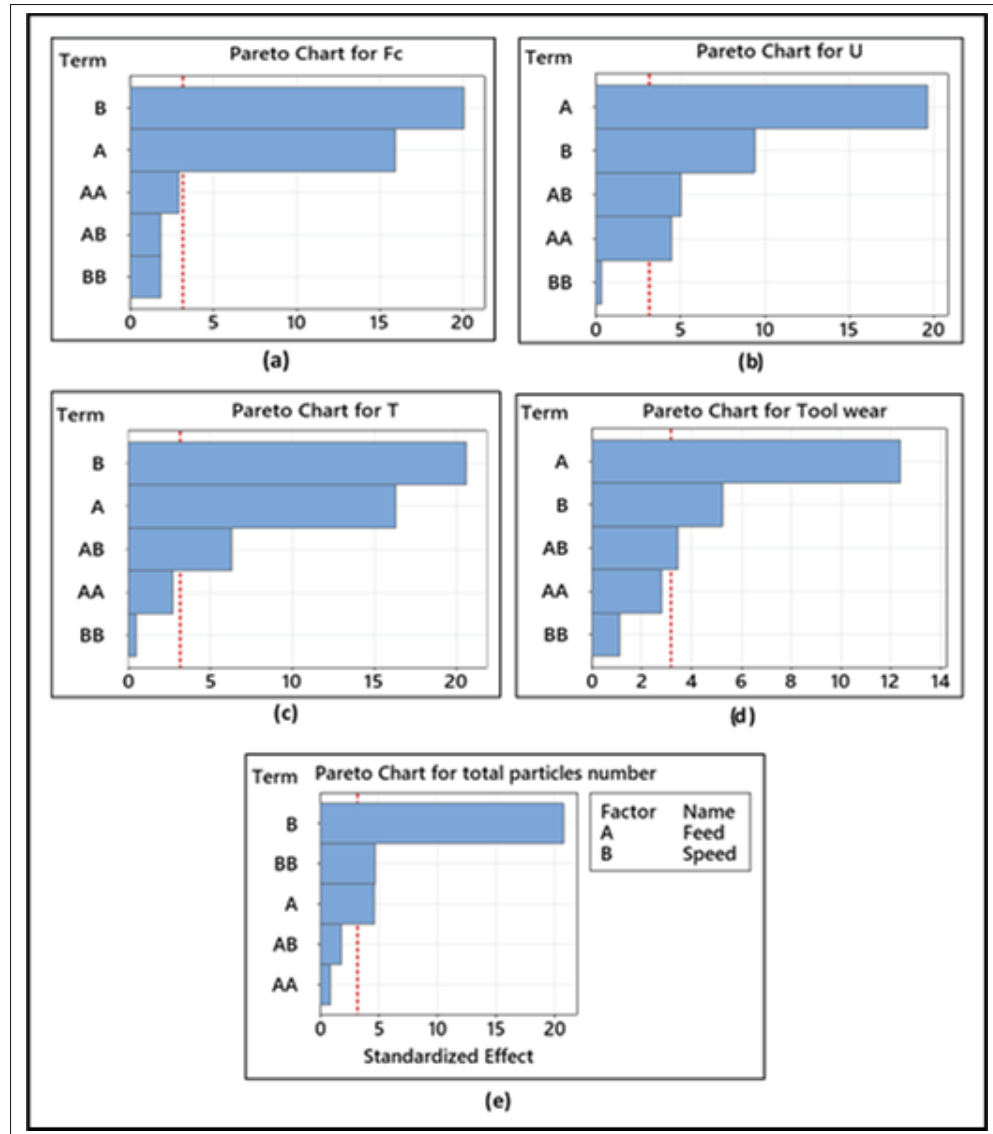 Pareto Chart for Fc
Term
B
A
AA
AB
BB
0 5 10 15 20
(a)
Pareto Chart for U
Term
A
B
AB
AA
BB
0 5 10 15 20
(b)
Pareto Chart for T
Term
B
A
AB
AA
BB
0 5 10 15 20
(c)
Pareto Chart for Tool wear
Term
A
B
AB
AA
BB
0 2 4 6 8 10 12 14
(d)
Pareto Chart for total particles number
Term
B
BB
A
AB
AA
0 5 10 15 20
Standardized Effect
Factor Name
A Feed
B Speed
(e)